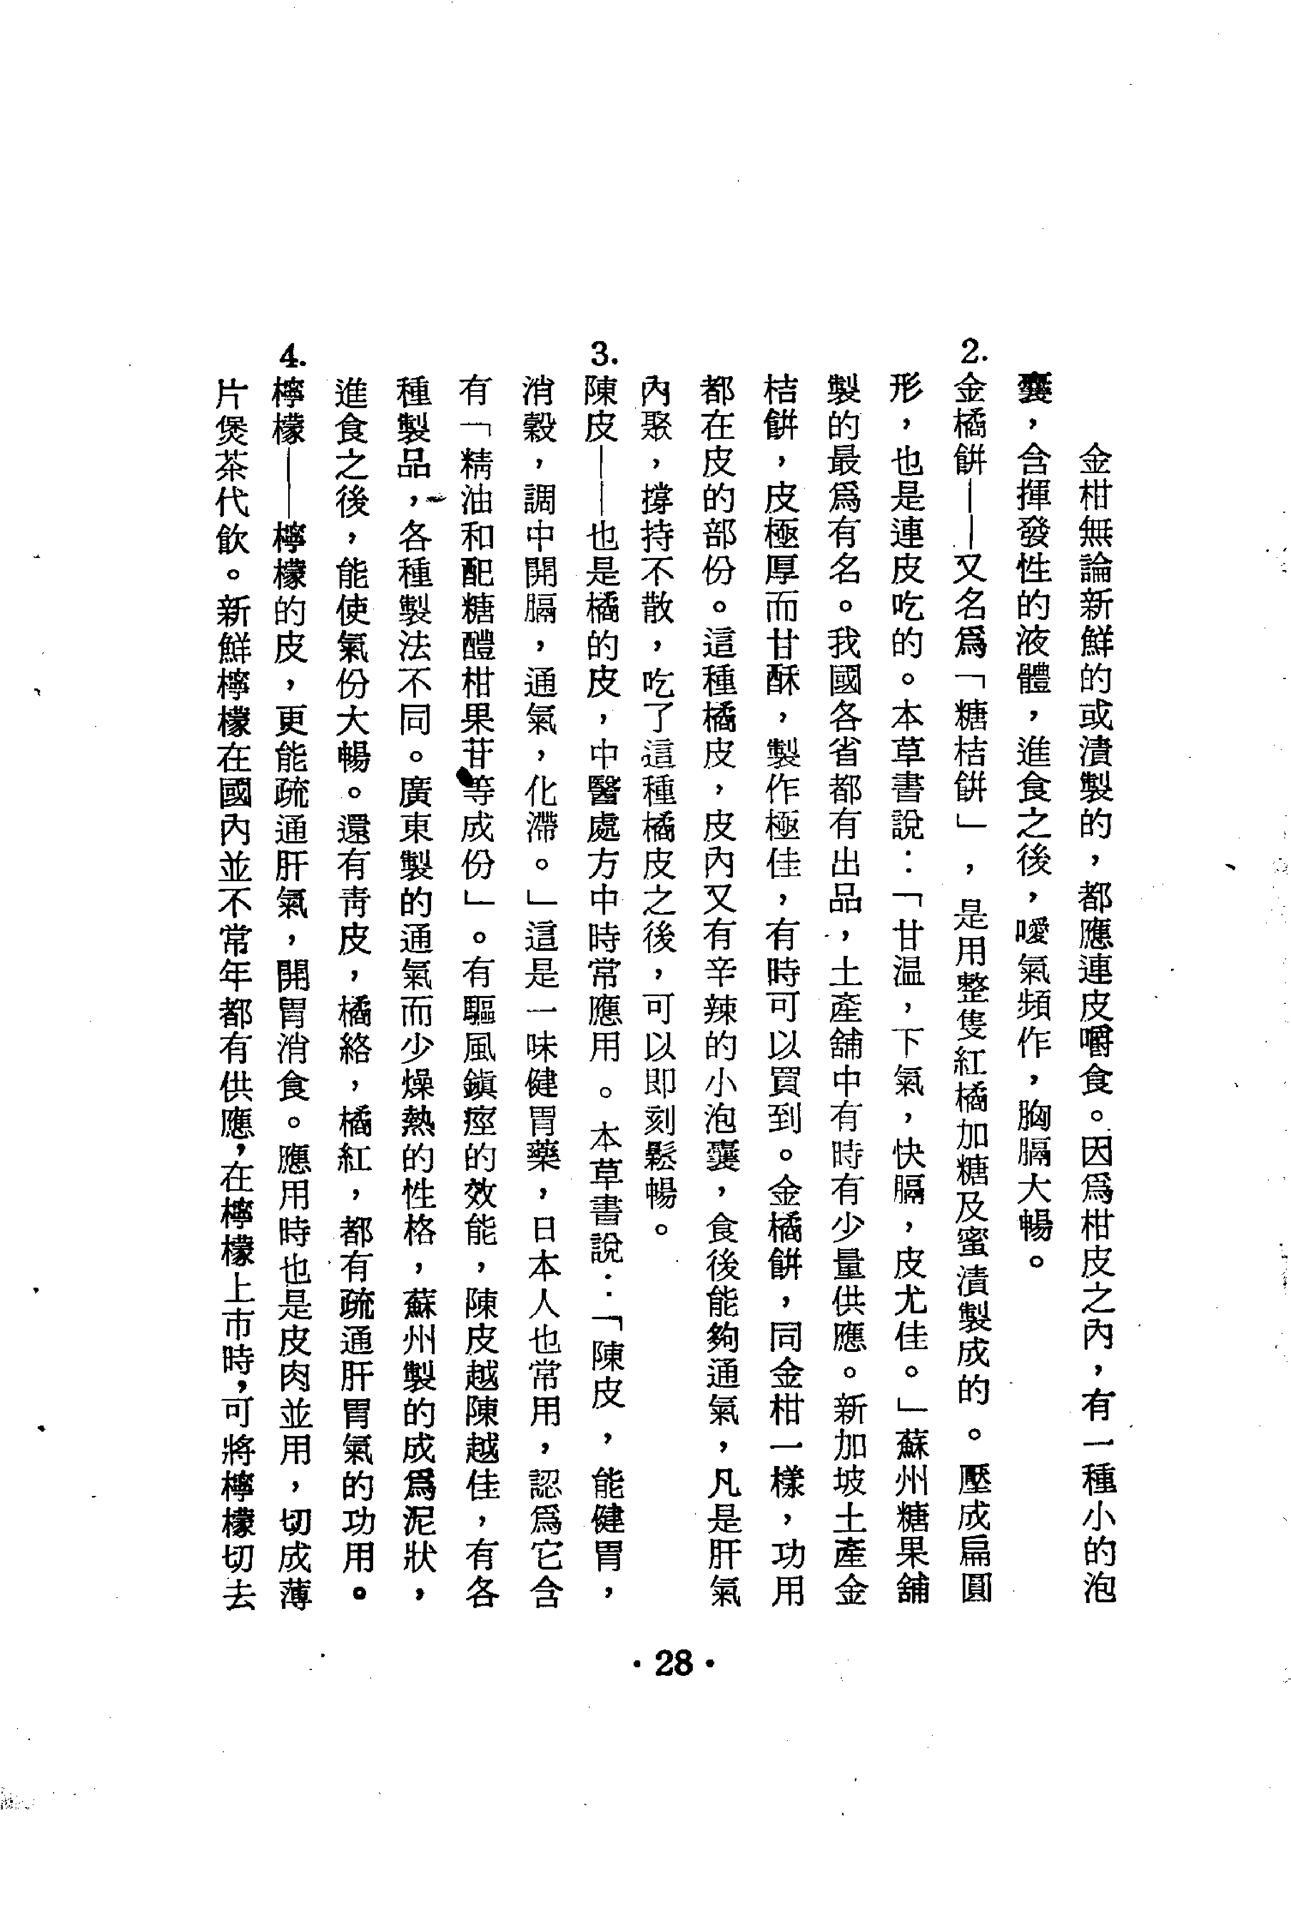 金柑無論新鮮的或漬製的，都應連皮嚼食。因爲柑皮之內，有一種小的泡
囊，含揮發性的液體，進食之後，噯氣頻作，胸膈大暢。
2.金橘餅——又名爲「糖桔餅」，是用整隻紅橘加糖及蜜漬製成的。壓成扁圓
形，也是連皮吃的。本草書說：「甘温，下氣，快膈，皮尤佳。」蘇州糖果舖
製的最爲有名。我國各省都有出品，土產舖中有時有少量供應。新加坡土產金
桔餅，皮極厚而甘酥，製作極佳，有時可以買到。金橘餅，同金柑一樣，功用
都在皮的部份。這種橘皮，皮內又有辛辣的小泡囊，食後能夠通氣，凡是肝氣
內聚，撐持不散，吃了這種橘皮之後，可以即刻鬆暢。
3.陳皮——也是橘的皮，中醫處方中時常應用。本草書說：「陳皮，能健胃，
消穀，調中開膈，通氣，化滯。」這是一味健胃藥，日本人也常用，認爲它含
有「精油和配糖醴柑果苷等成份」。有驅風鎭痙的效能，陳皮越陳越佳，有各
種製品，各種製法不同。廣東製的通氣而少燥熱的性格，蘇州製的成爲泥狀，
進食之後，能使氣份大暢。還有靑皮，橘絡，橘紅，都有疏通肝胃氣的功用。
4.檸檬——檸檬的皮，更能疏通肝氣，開胃消食。應用時也是皮肉並用，切成薄
片煲茶代飲。新鮮檸檬在國內並不常年都有供應，在檸檬上市時，可將檸檬切去
·28·